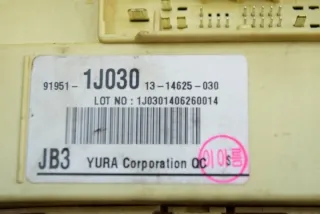 91951- 1J030 13-14625-030
LOT NO : 1J0301406260014
JB3 YURA Corporation QC S